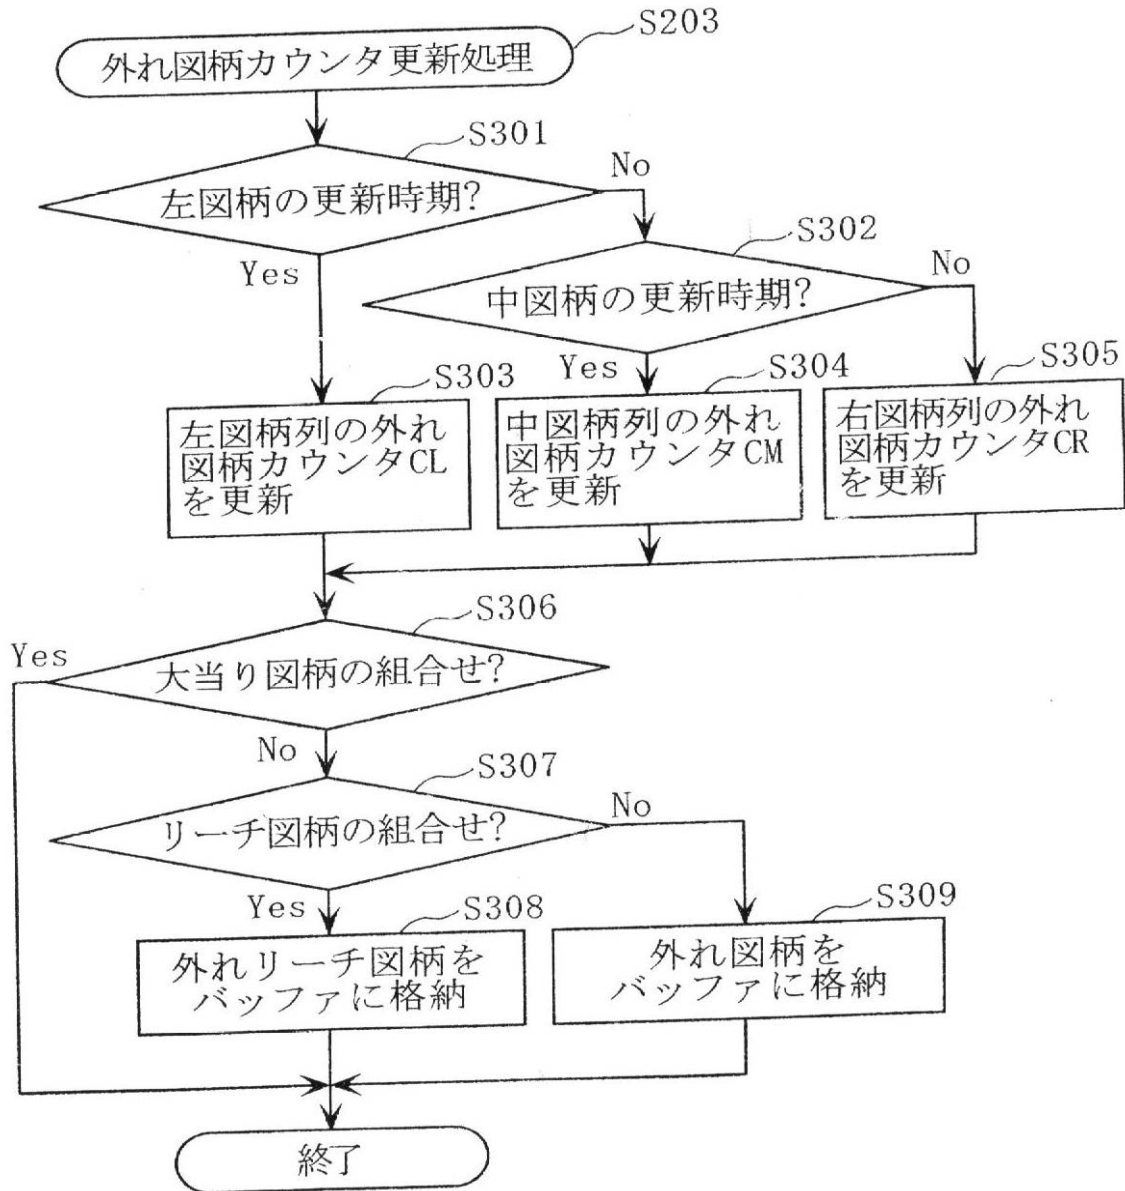 S203
外れ図柄カウンタ更新処理
S301
左図柄の更新時期?
No
Yes
S302
中図柄の更新時期?
No
Yes
S303
左図柄列の外れ
図柄カウンタCL
を更新
S304
中図柄列の外れ
図柄カウンタCM
を更新
S305
右図柄列の外れ
図柄カウンタCR
を更新
S306
Yes
大当り図柄の組合せ?
No
S307
リーチ図柄の組合せ?
No
Yes
S308
外れリーチ図柄を
バッファに格納
S309
外れ図柄を
バッファに格納
終了